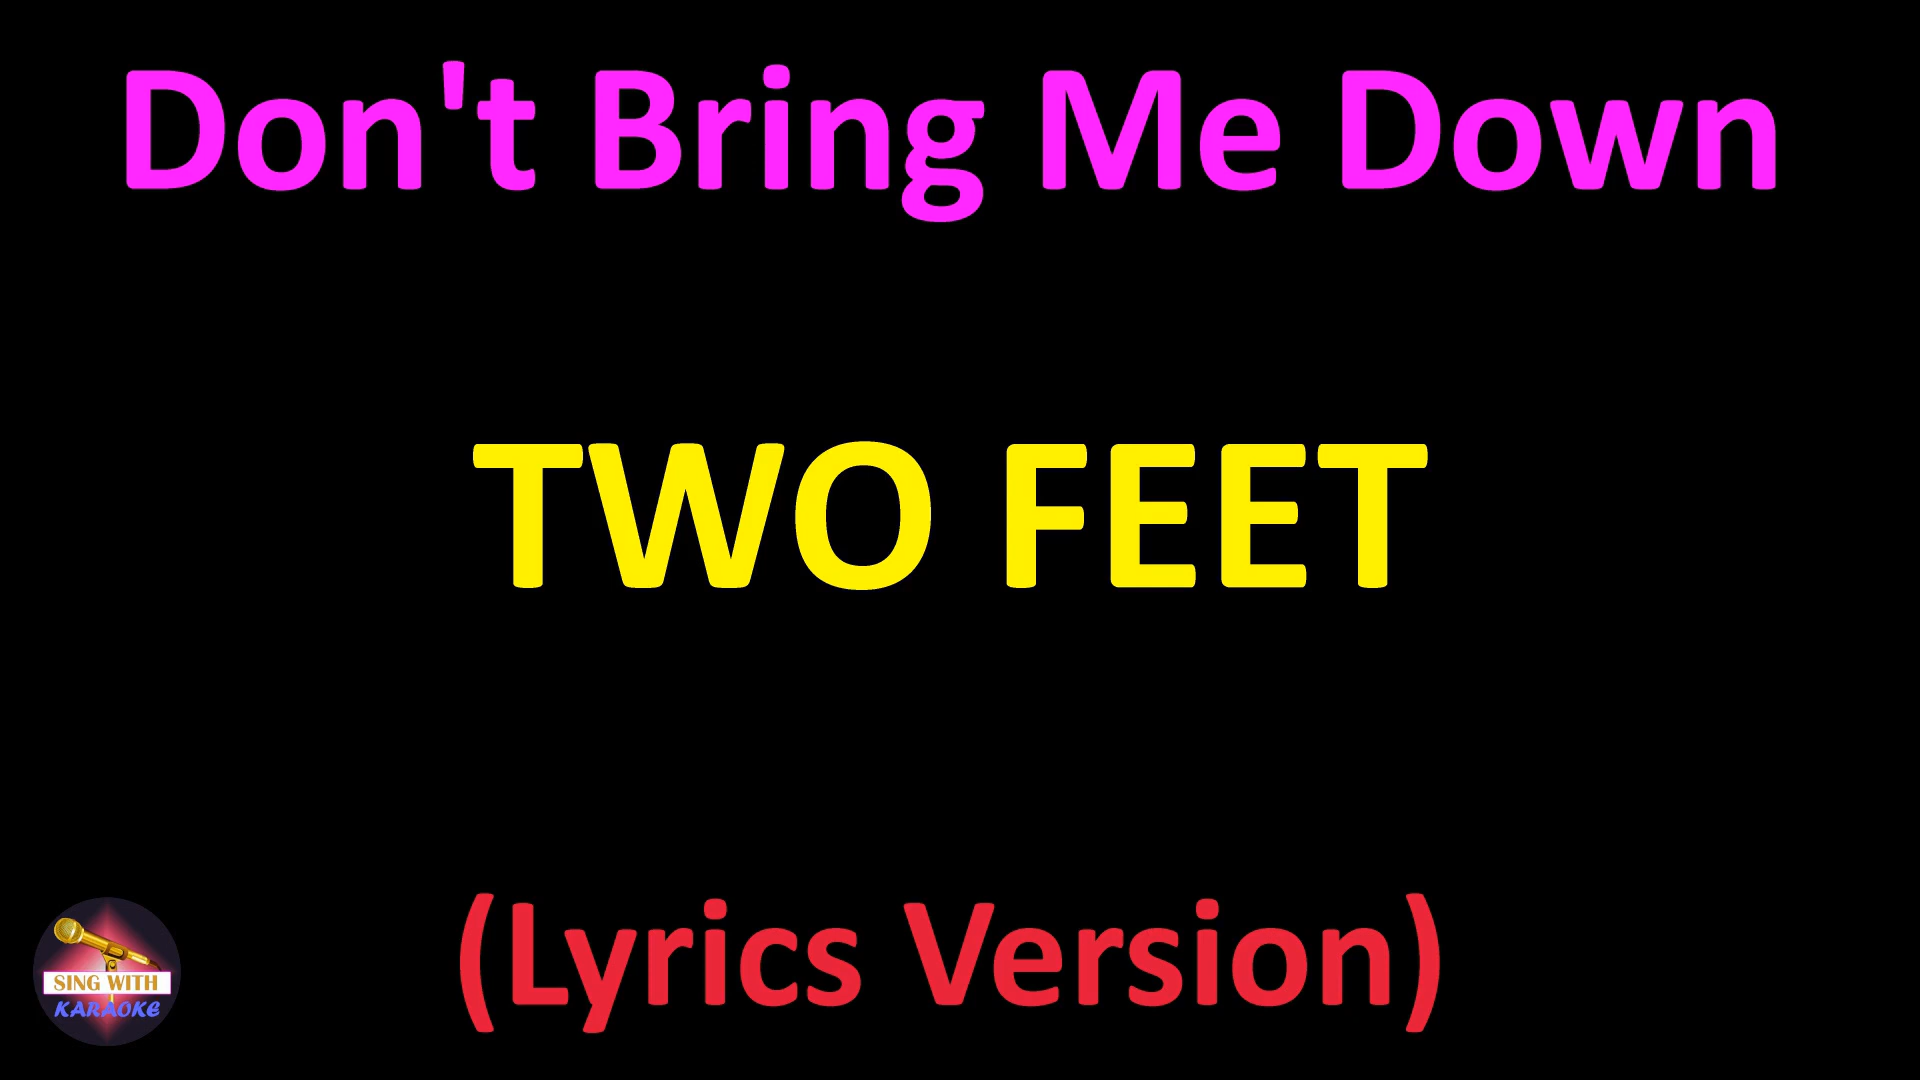 Don't Bring Me Down
TWO FEET
(Lyrics Version)
SING WITH
KARAOKE